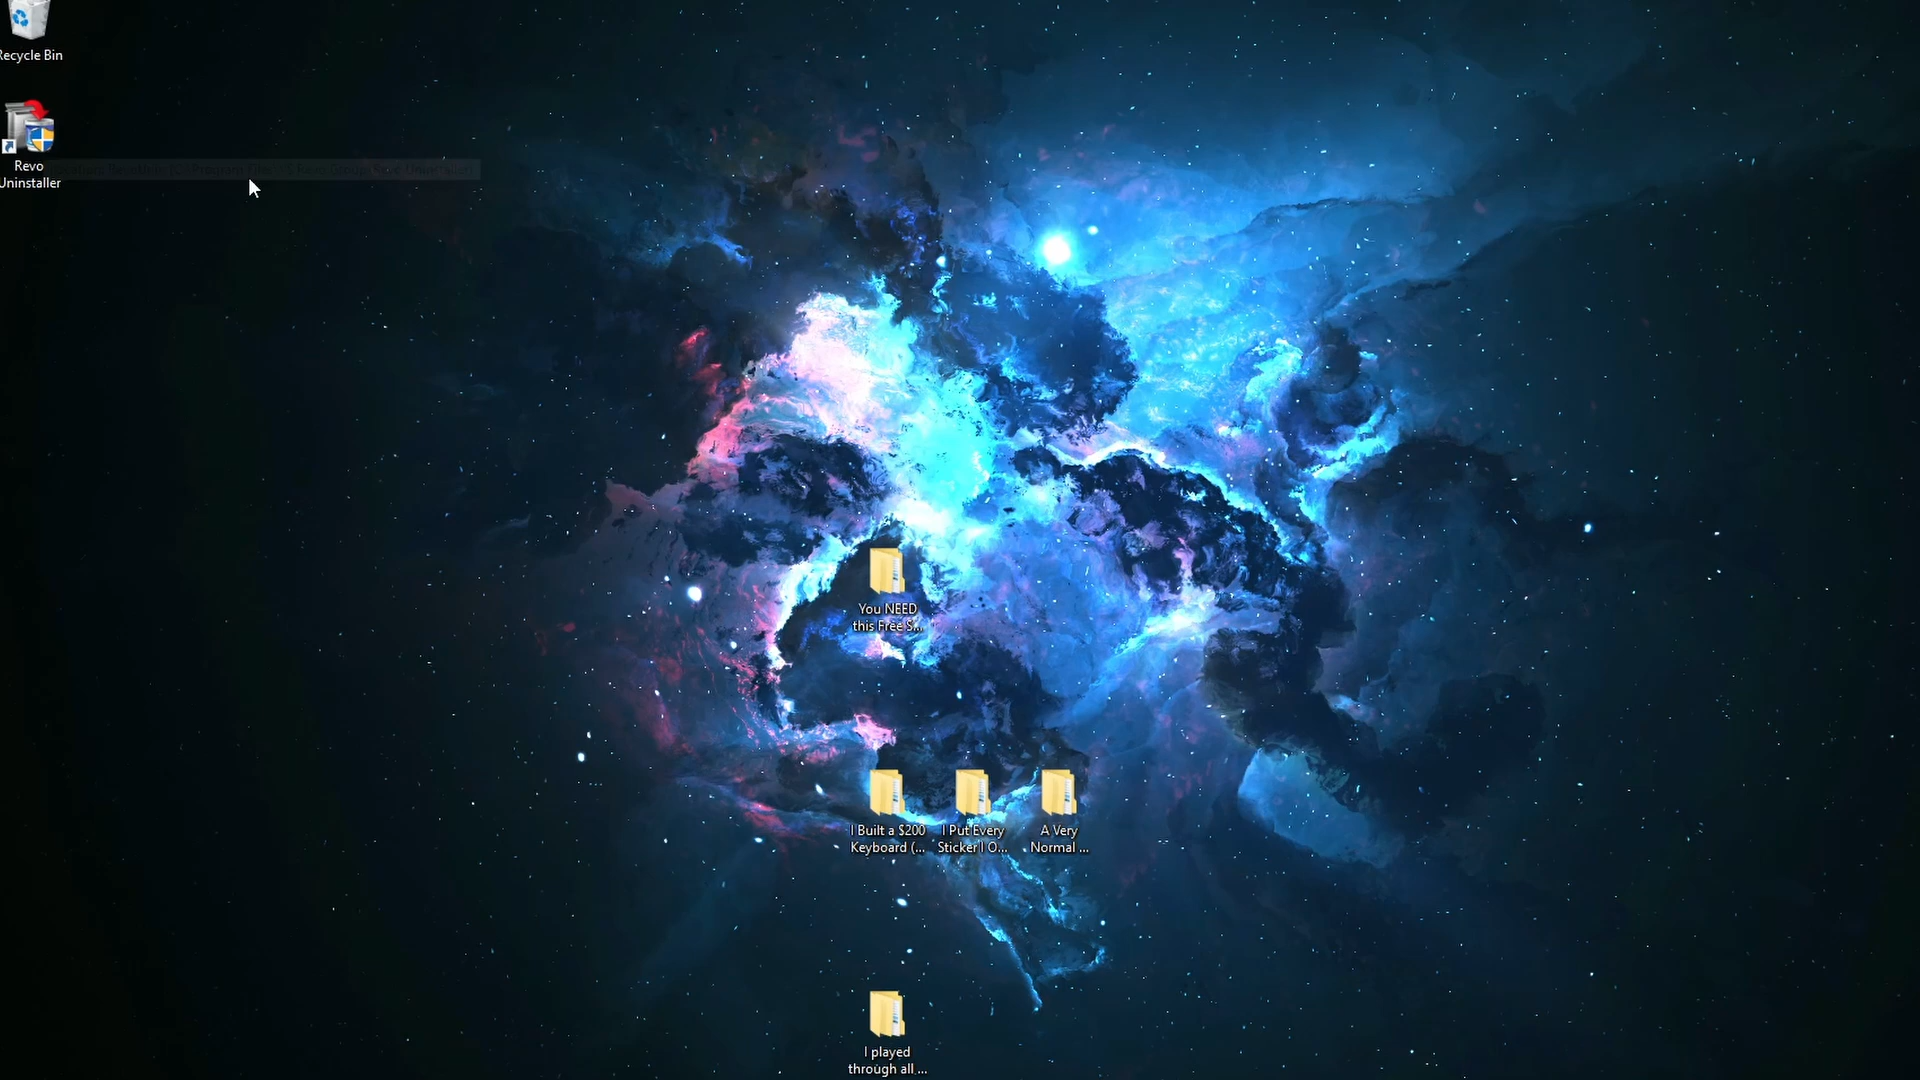 Recycle Bin
Revo
Uninstaller
You NEED
this Free S...
I Built a $200
Keyboard (...
I Put Every
Sticker I O...
A Very
Normal ...
I played
through all ...